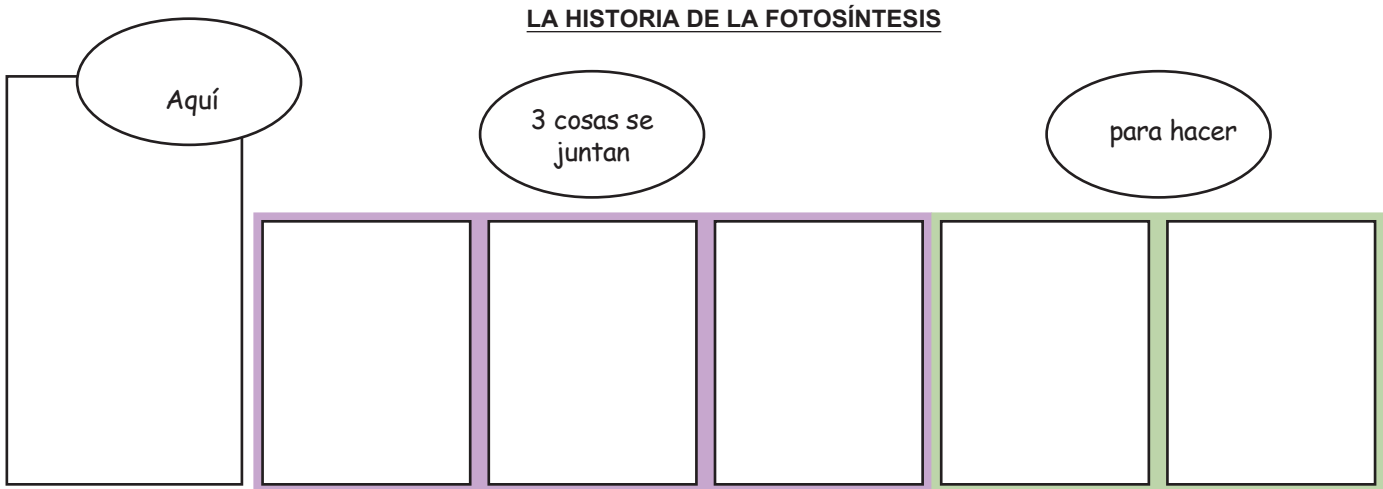 LA HISTORIA DE LA FOTOSÍNTESIS
Aquí
3 cosas se
juntan
para hacer